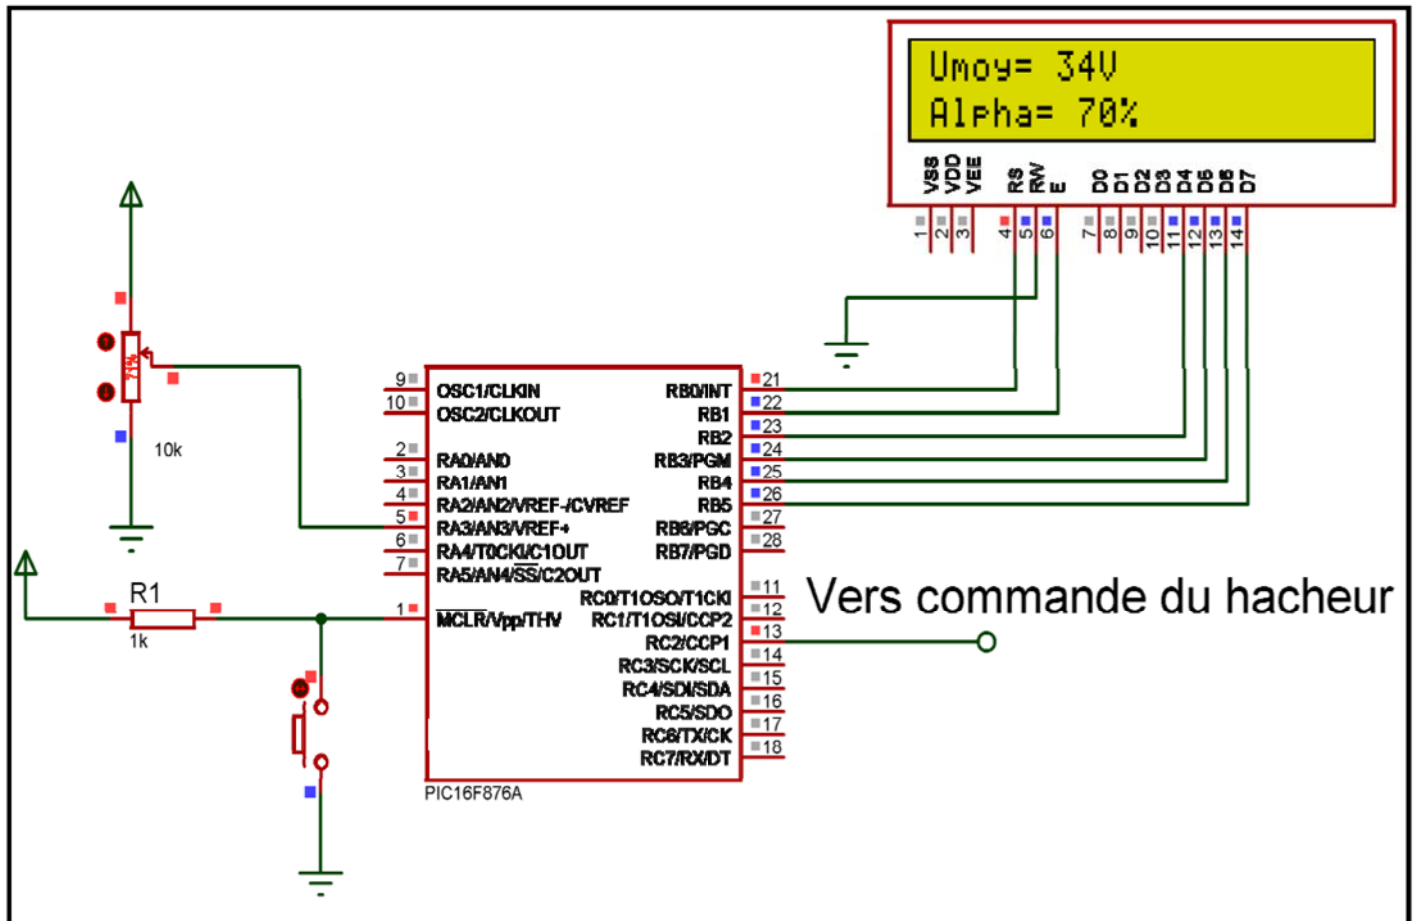 Umoy= 34V
Alpha= 70%
VSS
VDD
VEE
RS
RW
E
D0
D1
D2
D3
D4
D5
D6
D7
1
2
3
4
5
6
7
8
9
10
11
12
13
14
71%
10k
R1
1k
9
OSC1/CLKIN
10
OSC2/CLKOUT
2
RA0/AN0
3
RA1/AN1
4
RA2/AN2/VREF-/CVREF
5
RA3/AN3/VREF+
6
RA4/T0CKI/C1OUT
7
RA5/AN4/SS/C2OUT
1
MCLR/Vpp/THV
RB0/INT
21
RB1
22
RB2
23
RB3/PGM
24
RB4
25
RB5
26
RB6/PGC
27
RB7/PGD
28
RC0/T1OSO/T1CKI
11
RC1/T1OSI/CCP2
12
RC2/CCP1
13
RC3/SCK/SCL
14
RC4/SDI/SDA
15
RC5/SDO
16
RC6/TX/CK
17
RC7/RX/DT
18
PIC16F876A
Vers commande du hacheur